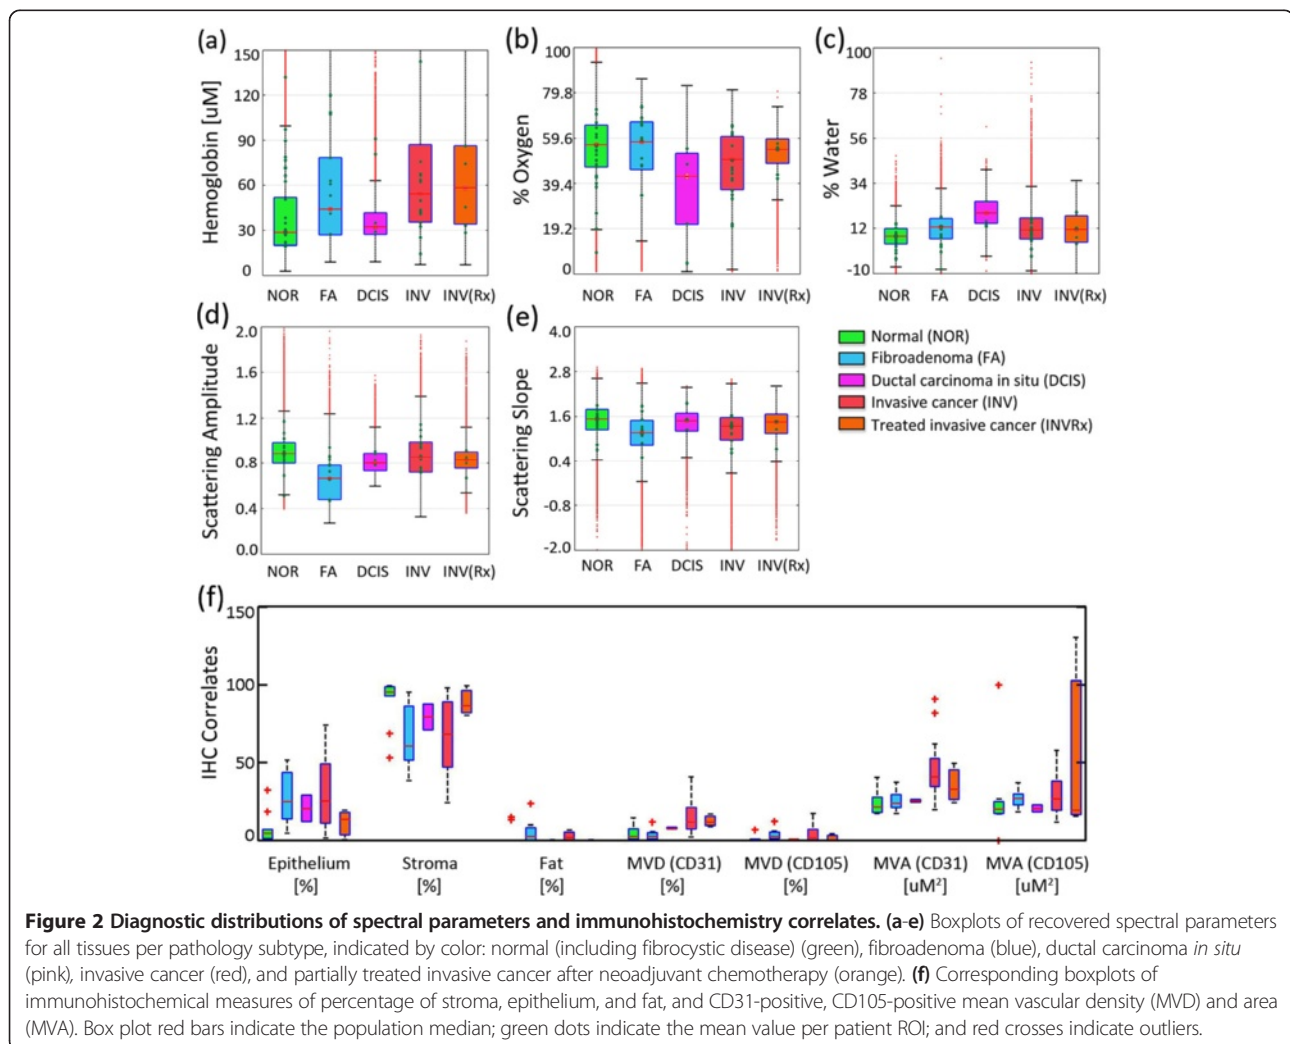 (a)
Hemoglobin [uM]
150
120
90
60
30
0
NOR FA DCIS INV INV(Rx)
(b)
% Oxygen
100
79.8
59.6
39.4
19.2
0
NOR FA DCIS INV INV(Rx)
(c)
% Water
100
78
56
34
12
-10
NOR FA DCIS INV INV(Rx)
(d)
Scattering Amplitude
2.0
1.6
1.2
0.8
0.4
0.0
NOR FA DCIS INV INV(Rx)
(e)
Scattering Slope
4.0
2.8
1.6
0.4
-0.8
-2.0
NOR FA DCIS INV INV(Rx)
Normal (NOR)
Fibroadenoma (FA)
Ductal carcinoma in situ (DCIS)
Invasive cancer (INV)
Treated invasive cancer (INVRx)
(f)
IHC Correlates
150
100
50
0
Epithelium [%]
Stroma [%]
Fat [%]
MVD (CD31) [%]
MVD (CD105) [%]
MVA (CD31) [uM²]
MVA (CD105) [uM²]
Figure 2 Diagnostic distributions of spectral parameters and immunohistochemistry correlates. (a-e) Boxplots of recovered spectral parameters
for all tissues per pathology subtype, indicated by color: normal (including fibrocystic disease) (green), fibroadenoma (blue), ductal carcinoma in situ
(pink), invasive cancer (red), and partially treated invasive cancer after neoadjuvant chemotherapy (orange). (f) Corresponding boxplots of
immunohistochemical measures of percentage of stroma, epithelium, and fat, and CD31-positive, CD105-positive mean vascular density (MVD) and area
(MVA). Box plot red bars indicate the population median; green dots indicate the mean value per patient ROI; and red crosses indicate outliers.